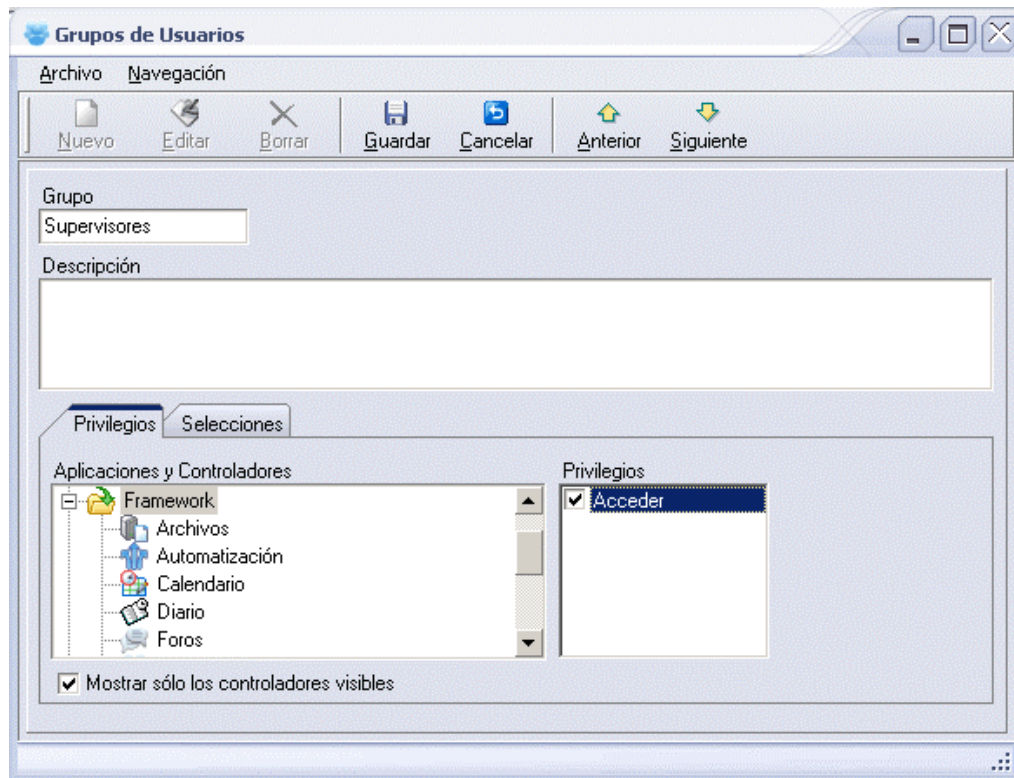 Grupos de Usuarios
Archivo Navegación
Nuevo Editar Borrar Guardar Cancelar Anterior Siguiente
Grupo
Supervisores
Descripción
Privilegios Selecciones
Aplicaciones y Controladores Privilegios
Framework Acceder
Archivos
Automatización
Calendario
Diario
Foros
Mostrar sólo los controladores visibles